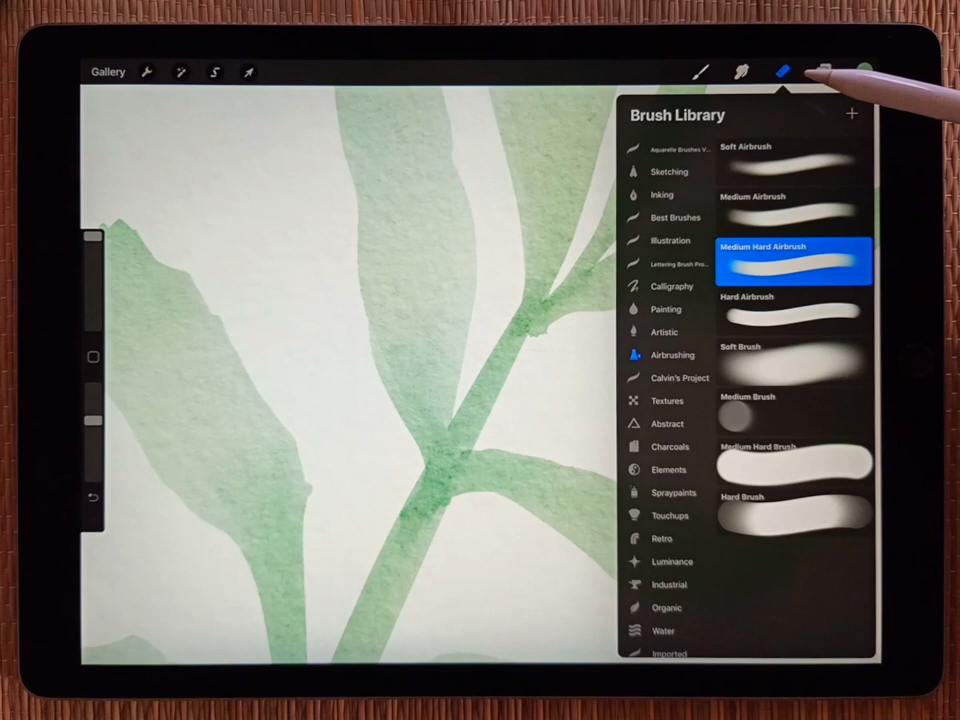 Gallery
Brush Library
Aquarelle Brushes V...
Sketching
Inking
Best Brushes
Illustration
Lettering Brush Pro...
Calligraphy
Painting
Artistic
Airbrushing
Calvin's Project
Textures
Abstract
Charcoals
Elements
Spraypaints
Touchups
Retro
Luminance
Industrial
Organic
Water
Imported
Soft Airbrush
Medium Airbrush
Medium Hard Airbrush
Hard Airbrush
Soft Brush
Medium Brush
Medium Hard Brush
Hard Brush